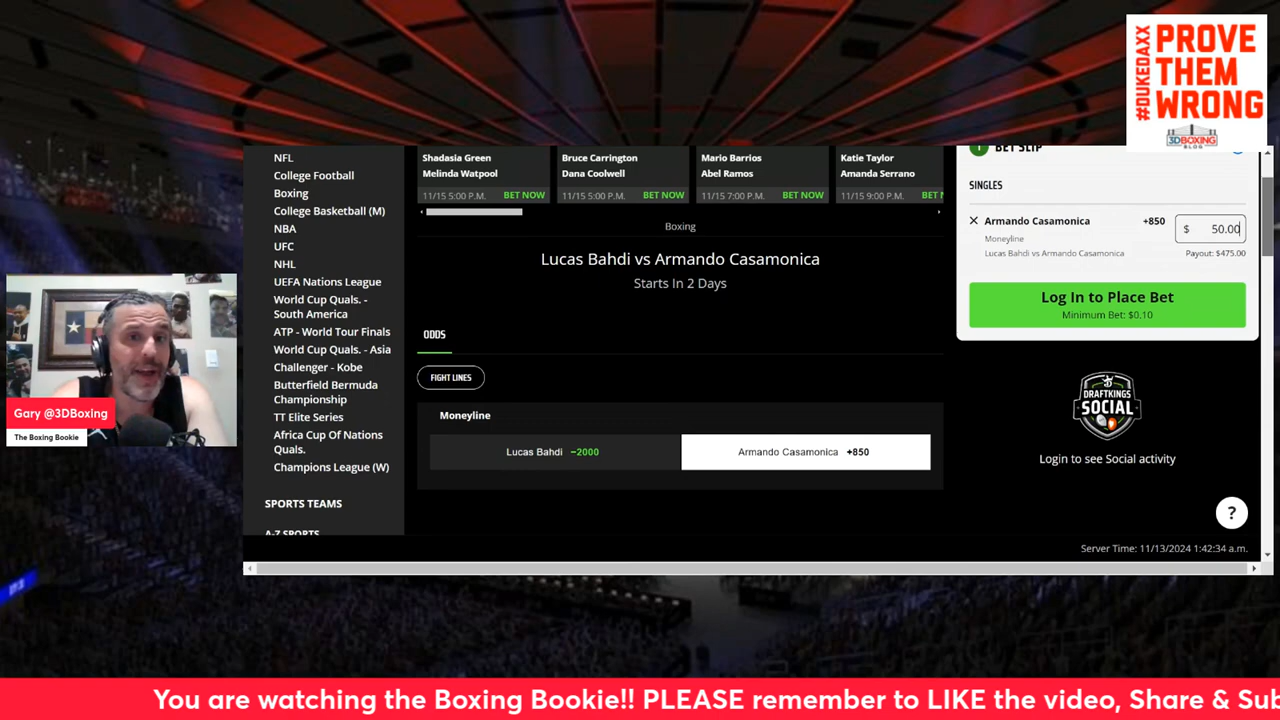 #DUKEDAXX
PROVE
THEM
WRONG
3DBOXING
BLOG
NFL
College Football
Boxing
College Basketball (M)
NBA
UFC
NHL
UEFA Nations League
World Cup Quals. -
South America
ATP - World Tour Finals
World Cup Quals. - Asia
Challenger - Kobe
Butterfield Bermuda
Championship
TT Elite Series
Africa Cup Of Nations
Quals.
Champions League (W)
SPORTS TEAMS
A-Z SPORTS
Shadasia Green
Melinda Watpool
11/15 5:00 P.M. BET NOW
Bruce Carrington
Dana Coolwell
11/15 5:00 P.M. BET NOW
Mario Barrios
Abel Ramos
11/15 7:00 P.M. BET NOW
Katie Taylor
Amanda Serrano
11/15 9:00 P.M. BET N
Boxing
Lucas Bahdi vs Armando Casamonica
Starts In 2 Days
ODDS
FIGHT LINES
Moneyline
Lucas Bahdi −2000
Armando Casamonica +850
1 BET SLIP
SINGLES
× Armando Casamonica +850 $ 50.00
Moneyline
Lucas Bahdi vs Armando Casamonica Payout: $475.00
Log In to Place Bet
Minimum Bet: $0.10
DRAFTKINGS
SOCIAL
Login to see Social activity
?
Server Time: 11/13/2024 1:42:34 a.m.
Gary @3DBoxing
The Boxing Bookie
You are watching the Boxing Bookie!! PLEASE remember to LIKE the video, Share & Sub